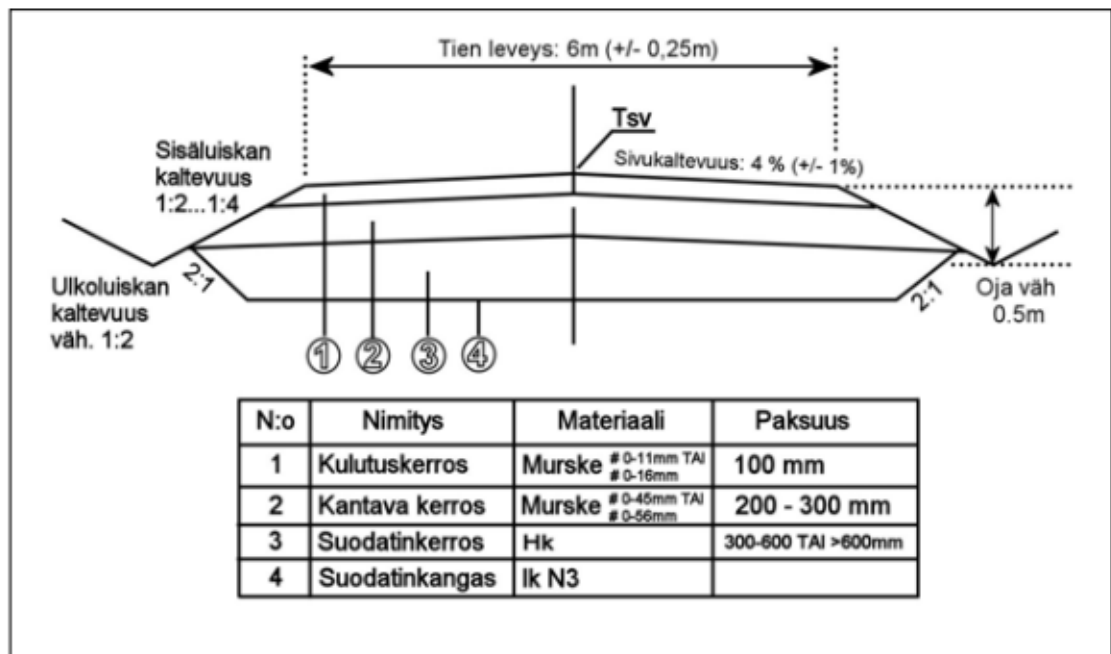 Tien leveys: 6m (+/- 0,25m)
Tsv
Sivukaltevuus: 4 % (+/- 1%)
Sisäluiskan
kaltevuus
1:2...1:4
2:1
Ulkoluiskan
kaltevuus
väh. 1:2
2:1
Oja väh
0.5m
1 2 3 4
N:o Nimitys Materiaali Paksuus
1 Kulutuskerros Murske # 0-11mm TAI # 0-16mm 100 mm
2 Kantava kerros Murske # 0-45mm TAI # 0-56mm 200 - 300 mm
3 Suodatinkerros Hk 300-600 TAI >600mm
4 Suodatinkangas lk N3